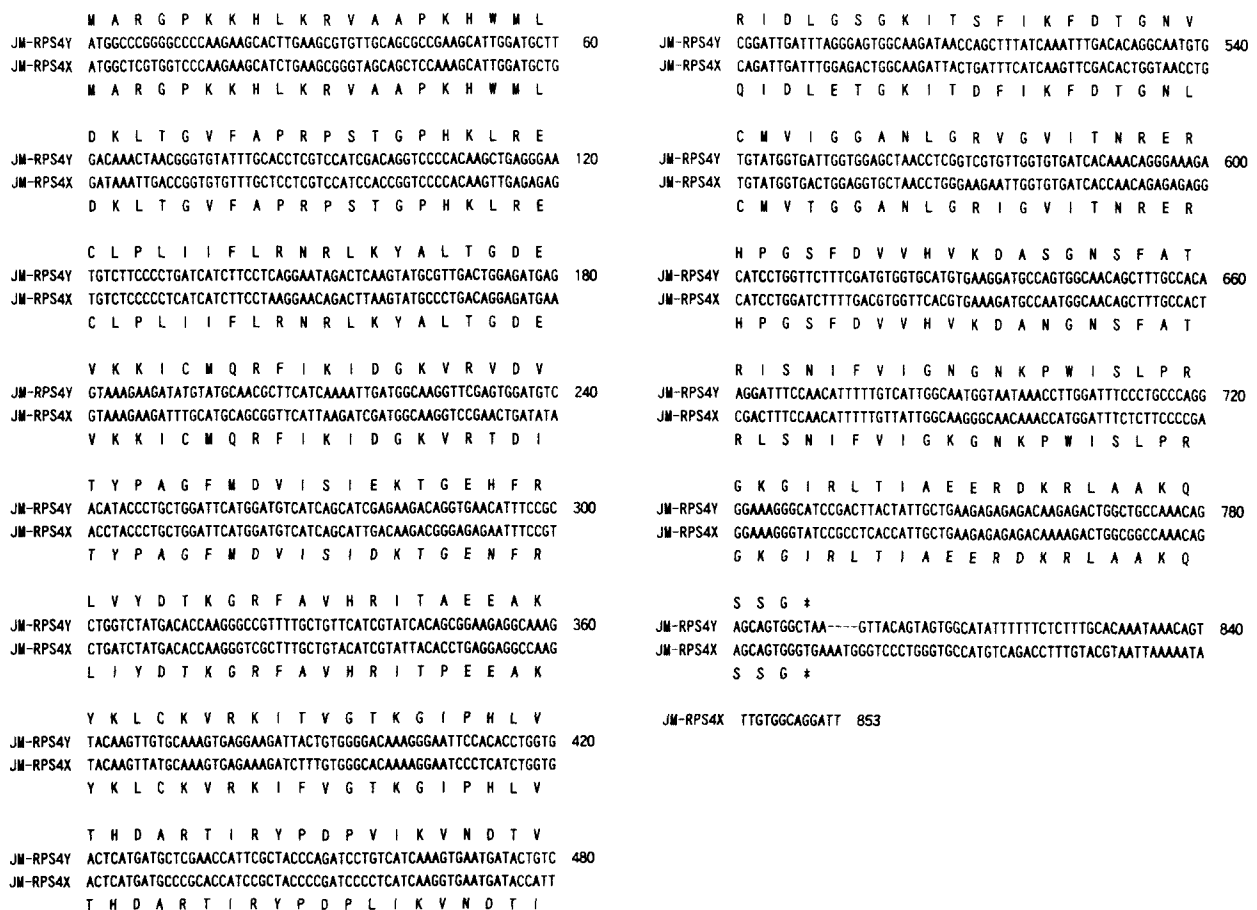 M A R G P K K H L K R V A A P K H W M L
JM-RPS4Y ATGGCCCGGGGCCCCAAGAAGCACTTGAAGCGTGTTGCAGCGCCGAAGCATTGGATGCTT 60
JM-RPS4X ATGGCTCGTGGTCCCAAGAAGCATCTGAAGCGGGTAGCAGCTCCAAAGCATTGGATGCTG
M A R G P K K H L K R V A A P K H W M L
D K L T G V F A P R P S T G P H K L R E
JM-RPS4Y GACAAACTAACGGGTGTATTTGCACCTCGTCCATCGACAGGTCCCCACAAGCTGAGGGAA 120
JM-RPS4X GATAAATTGACCGGTGTGTTTGCTCCTCGTCCATCCACCGGTCCCCACAAGTTGAGAGAG
D K L T G V F A P R P S T G P H K L R E
C L P L I I F L R N R L K Y A L T G D E
JM-RPS4Y TGTCTTCCCCTGATCATCTTCCTCAGGAATAGACTCAAGTATGCGTTGACTGGAGATGAG 180
JM-RPS4X TGTCTCCCCCTCATCATCTTCCTAAGGAACAGACTTAAGTATGCCCTGACAGGAGATGAA
C L P L I I F L R N R L K Y A L T G D E
V K K I C M Q R F I K I D G K V R V D V
JM-RPS4Y GTAAAGAAGATATGTATGCAACGCTTCATCAAAATTGATGGCAAGGTTCGAGTGGATGTC 240
JM-RPS4X GTAAAGAAGATTTGCATGCAGCGGTTCATTAAGATCGATGGCAAGGTCCGAACTGATATA
V K K I C M Q R F I K I D G K V R T D I
T Y P A G F M D V I S I E K T G E H F R
JM-RPS4Y ACATACCCTGCTGGATTCATGGATGTCATCAGCATCGAGAAGACAGGTGAACATTTCCGC 300
JM-RPS4X ACCTACCCTGCTGGATTCATGGATGTCATCAGCATTGACAAGACGGGAGAGAATTTCCGT
T Y P A G F M D V I S I D K T G E N F R
L V Y D T K G R F A V H R I T A E E A K
JM-RPS4Y CTGGTCTATGACACCAAGGGCCGTTTTGCTGTTCATCGTATCACAGCGGAAGAGGCAAAG 360
JM-RPS4X CTGATCTATGACACCAAGGGTCGCTTTGCTGTACATCGTATTACACCTGAGGAGGCCAAG
L I Y D T K G R F A V H R I T P E E A K
Y K L C K V R K I T V G T K G I P H L V
JM-RPS4Y TACAAGTTGTGCAAAGTGAGGAAGATTACTGTGGGGACAAAGGGAATTCCACACCTGGTG 420
JM-RPS4X TACAAGTTATGCAAAGTGAGAAAGATCTTTGTGGGCACAAAAGGAATCCCTCATCTGGTG
Y K L C K V R K I F V G T K G I P H L V
T H D A R T I R Y P D P V I K V N D T V
JM-RPS4Y ACTCATGATGCTCGAACCATTCGCTACCCAGATCCTGTCATCAAAGTGAATGATACTGTC 480
JM-RPS4X ACTCATGATGCCCGCACCATCCGCTACCCCGATCCCCTCATCAAGGTGAATGATACCATT
T H D A R T I R Y P D P L I K V N D T I
R I D L G S G K I T S F I K F D T G N V
JM-RPS4Y CGGATTGATTTAGGGAGTGGCAAGATAACCAGCTTTATCAAATTTGACACAGGCAATGTG 540
JM-RPS4X CAGATTGATTTGGAGACTGGCAAGATTACTGATTTCATCAAGTTCGACACTGGTAACCTG
Q I D L E T G K I T D F I K F D T G N L
C M V I G G A N L G R V G V I T N R E R
JM-RPS4Y TGTATGGTGATTGGTGGAGCTAACCTCGGTCGTGTTGGTGTGATCACAAACAGGGAAAGA 600
JM-RPS4X TGTATGGTGACTGGAGGTGCTAACCTGGGAAGAATTGGTGTGATCACCAACAGAGAGAGG
C M V T G G A N L G R I G V I T N R E R
H P G S F D V V H V K D A S G N S F A T
JM-RPS4Y CATCCTGGTTCTTTCGATGTGGTGCATGTGAAGGATGCCAGTGGCAACAGCTTTGCCACA 660
JM-RPS4X CATCCTGGATCTTTTGACGTGGTTCACGTGAAAGATGCCAATGGCAACAGCTTTGCCACT
H P G S F D V V H V K D A N G N S F A T
R I S N I F V I G N G N K P W I S L P R
JM-RPS4Y AGGATTTCCAACATTTTTGTCATTGGCAATGGTAATAAACCTTGGATTTCCCTGCCCAGG 720
JM-RPS4X CGACTTTCCAACATTTTTGTTATTGGCAAGGGCAACAAACCATGGATTTCTCTTCCCCGA
R L S N I F V I G K G N K P W I S L P R
G K G I R L T I A E E R D K R L A A K Q
JM-RPS4Y GGAAAGGGCATCCGACTTACTATTGCTGAAGAGAGAGACAAGAGACTGGCTGCCAAACAG 780
JM-RPS4X GGAAAGGGTATCCGCCTCACCATTGCTGAAGAGAGAGACAAAAGACTGGCGGCCAAACAG
G K G I R L T I A E E R D K R L A A K Q
S S G *
JM-RPS4Y AGCAGTGGCTAA----GTTACAGTAGTGGCATATTTTTTCTCTTTGCACAAATAAACAGT 840
JM-RPS4X AGCAGTGGGTGAAATGGGTCCCTGGGTGCCATGTCAGACCTTTGTACGTAATTAAAAATA
S S G *
JM-RPS4X TTGTGGCAGGATT 853